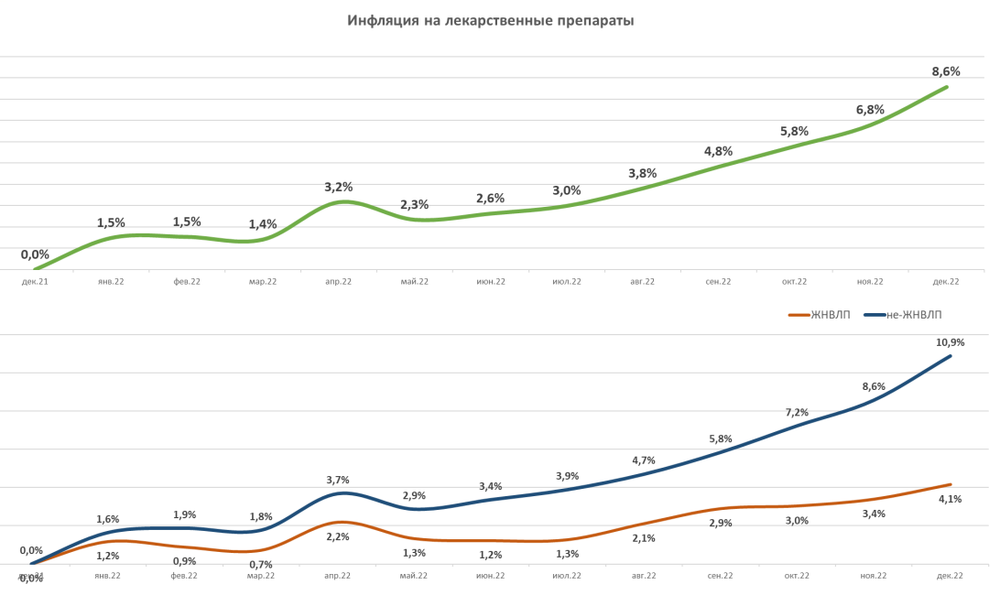 Инфляция на лекарственные препараты
0,0% 1,5% 1,5% 1,4% 3,2% 2,3% 2,6% 3,0% 3,8% 4,8% 5,8% 6,8% 8,6%
дек.21 янв.22 фев.22 мар.22 апр.22 май.22 июн.22 июл.22 авг.22 сен.22 окт.22 ноя.22 дек.22
ЖНВЛП не-ЖНВЛП
0,0% 1,6% 1,9% 1,8% 3,7% 2,9% 3,4% 3,9% 4,7% 5,8% 7,2% 8,6% 10,9%
0,0% 1,2% 0,9% 0,7% 2,2% 1,3% 1,2% 1,3% 2,1% 2,9% 3,0% 3,4% 4,1%
дек.21 янв.22 фев.22 мар.22 апр.22 май.22 июн.22 июл.22 авг.22 сен.22 окт.22 ноя.22 дек.22